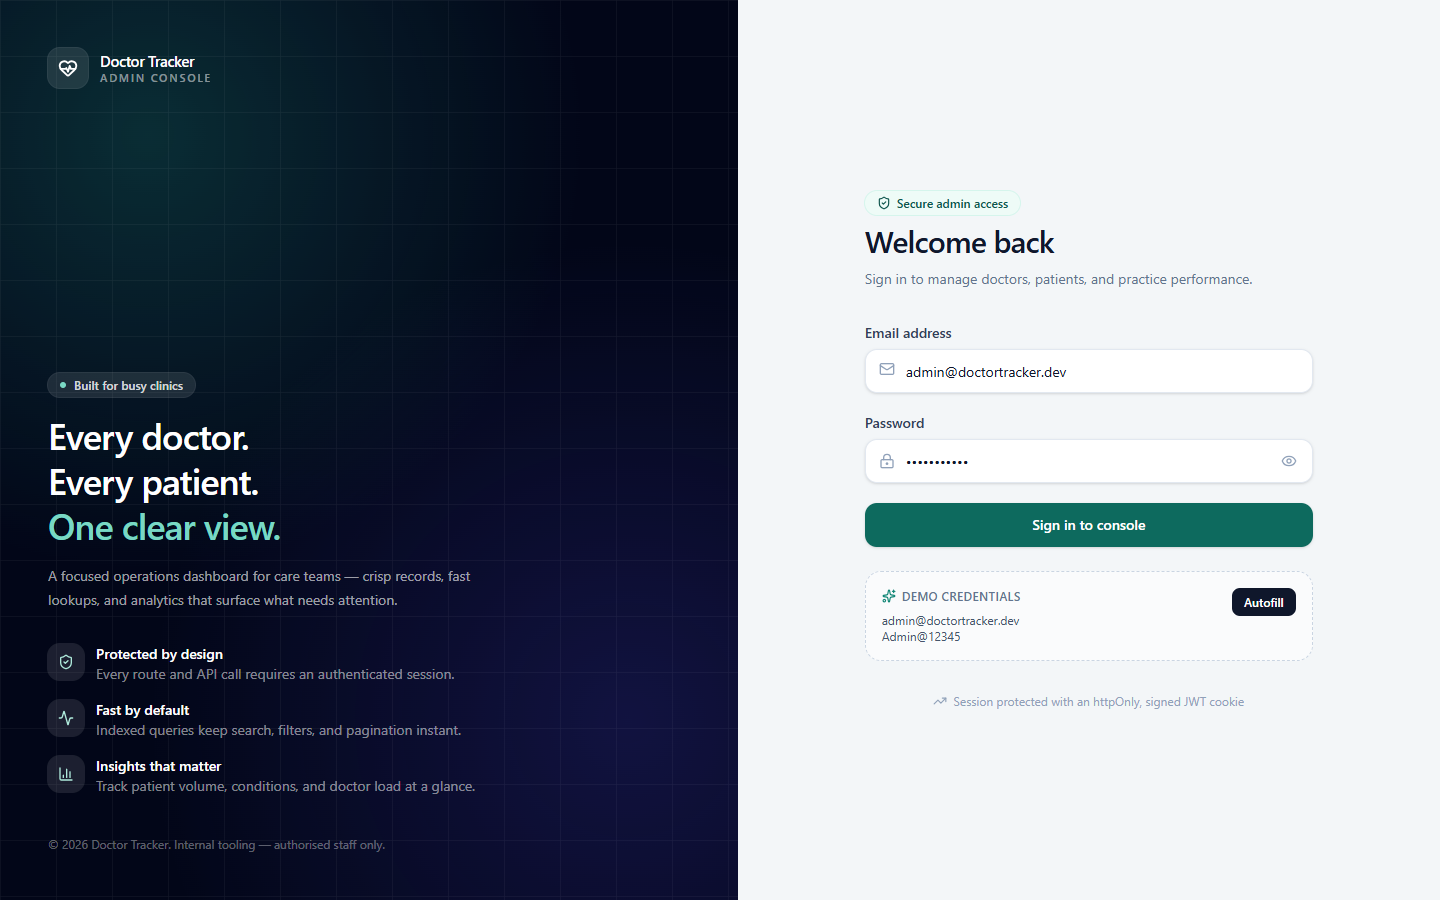 Doctor Tracker
ADMIN CONSOLE
Built for busy clinics
Every doctor.
Every patient.
One clear view.
A focused operations dashboard for care teams — crisp records, fast
lookups, and analytics that surface what needs attention.
Protected by design
Every route and API call requires an authenticated session.
Fast by default
Indexed queries keep search, filters, and pagination instant.
Insights that matter
Track patient volume, conditions, and doctor load at a glance.
© 2026 Doctor Tracker. Internal tooling — authorised staff only.
Secure admin access
Welcome back
Sign in to manage doctors, patients, and practice performance.
Email address
admin@doctortracker.dev
Password
•••••••••••
Sign in to console
DEMO CREDENTIALS
admin@doctortracker.dev
Admin@12345
Autofill
Session protected with an httpOnly, signed JWT cookie